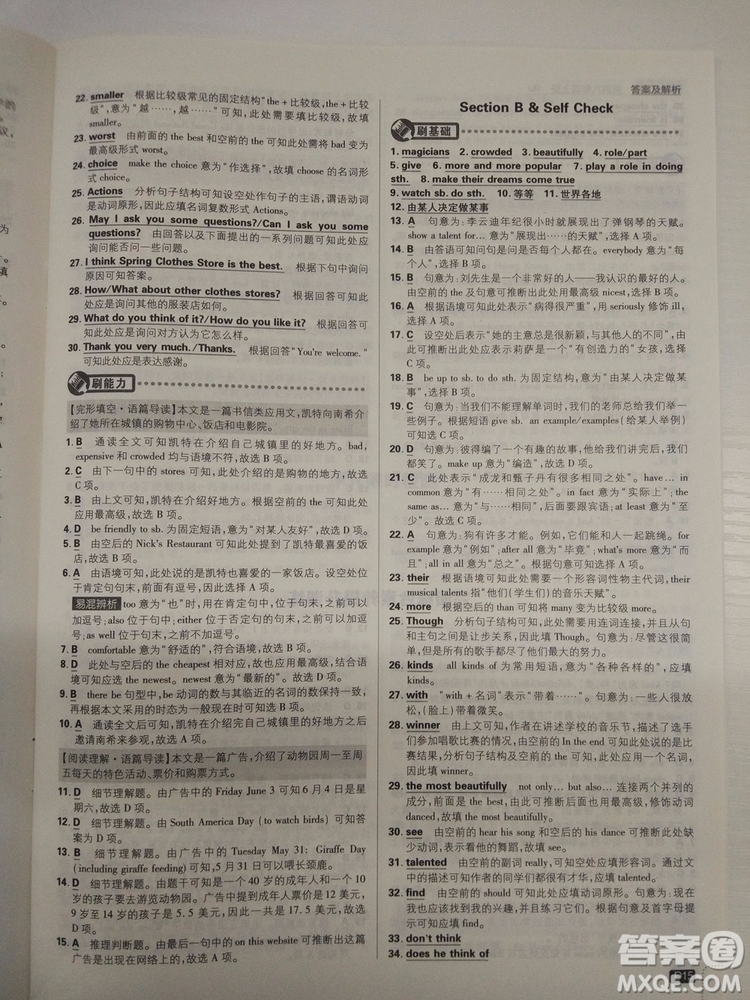 答案及解析
22. smaller 根据比较级常见的固定结构"the + 比较级, the + 比较级",意为"越……,越……"可知,此处需要填 smaller。
23. worst 由前面的 the best 和空前的 the 可知此处需将 bad 变为最高级形式 worst。
24. choice make the choice 意为"作选择",故填 choose 的名词形式 choice。
25. Actions 分析句子结构可知设空处作句子的主语,谓语动词是动词原形,因此应填名词复数形式 Actions。
26. May I ask you some questions?/Can I ask you some questions? 由回答以及下面提出的一系列问题可知此处应询问能否问一些问题。
27. I think Spring Clothes Store is the best. 根据下句中询问原因可知答案。
28. How/What about other clothes stores? 根据回答可知此处应是询问其他的服装店如何。
29. What do you think of it?/How do you like it? 根据回答可知此处应是询问对方认为它怎么样。
30. Thank you very much./Thanks. 根据回答"You're welcome."可知此处应是表达感谢。
刷能力
【完形填空·语篇导读】本文是一篇书信类应用文,凯特向南希介绍了她所在城镇的购物中心、饭店和电影院。
1. B 通读全文可知凯特在介绍自己城镇里的好地方。bad, expensive 和 crowded 均与语境不符,故选 B 项。
2. C 由下一句中的 stores 可知,此处介绍的是购物的地方,故选 C 项。
3. B 由上文可知,凯特在介绍好地方。根据空前的 the 可知此处应用最高级,故选 B 项。
4. D be friendly to sb. 为固定短语,意为"对某人友好",故选 D 项。
5. B 由空后的 Nick's Restaurant 可知此处提到了凯特最喜爱的饭店,故选 B 项。
6. A 由语境可知,此处说的是凯特喜爱的一家饭店。设空处位于肯定句句末,前面有逗号,因此选 A 项。
易混辨析 too 意为"也"时,用在肯定句中,位于句末,之前可以加逗号;also 位于句中;either 用于否定句的句末,之前可以加逗号;as well 位于句末,之前不加逗号。
7. B comfortable 意为"舒适的",符合语境,故选 B 项。
8. D 此处与空后的 the cheapest 相对应,在最后,结合语境可知应选 the newest。newest 意为"最新的",故选 D 项。
9. B there be 句型中,be 动词的数与其临近的名词的数保持一致,再根据空后的 three movie theaters 可知应选 B 项。
10. A 本文中凯特在介绍完自己城镇里的好地方之后邀请南希来参观,故选 A 项。
【阅读理解·语篇导读】本文是一篇广告,介绍了动物园周一至周五每天的特色活动、票价和购票方式。
11. D 细节理解题。由广告中的 Friday June 3 可知 6 月 4 日是星期六,故选 D 项。
12. D 细节理解题。由 South America Day (to watch birds) 可知答案为 D 项。
13. B 细节理解题。由广告中的 Tuesday May 31: Giraffe Day (including giraffe feeding) 可知,5 月 31 日可以喂长颈鹿。
14. D 细节理解题。由题干可知一个 40 岁的成年人和一个 10 岁的孩子去游览动物园。根据广告可知成年人票价是 12 美元,9 岁至 14 岁的孩子是 5.5 美元,一共是 17.5 美元,故选 D 项。
15. A 推理判断题。由最后一句中的 on this website 可推断出这篇广告是出现在网络上的,故选 A 项。
Section B & Self Check
刷基础
1. magicians 2. crowded 3. beautifully 4. role/part
5. give 6. more and more popular 7. play a role in doing sth. 8. make their dreams come true
9. watch sb. do sth. 10. 等等 11. 世界各地
12. 由某人决定做某事
13. A 句意为:李云迪年纪很小时就展现出了弹钢琴的天赋。show a talent for... 意为"展现出……的天赋",故选 A 项。
14. B 由答语可知问句是问是不是每个人都在。everybody 意为"每个人",故选 B 项。
15. B 句意为:刘先生是一个非常好的人——我认识的最好的人。由空前的 the 及句意可推断出此处应用最高级 nicest,故选 B 项。
16. A 根据语境可知此处意为"病得很严重",用 seriously 修饰 ill,故选 A 项。
17. C 设空处后表示"她的主意总是很新颖、与其他人不同",由此可推断出此处应表示莉萨是一个"有创造力的"女孩,选择 C 项。
18. B be up to sb. to do sth. 为固定结构,意为"由某人决定做某事",故选 B 项。
19. C 句意为:当我们不能理解单词时,我们的老师总会给我们举一些例子。短语 give sb. an example/examples(给某人举例)可知应选 C 项。
20. D 句意为:彼得编了一个有趣的故事,他给我们讲完后,我们都笑了。make up 意为"编造",故选 D 项。
21. C 此处表示"成龙和甄子丹有很多相同之处"。have ... in common 意为"有……相同之处"。in fact 意为"实际上"; the same as ... 意为"与……相同之处"; at least 意为"至少"。故选 C 项。
22. A 句意为:狗有许多才艺。例如,它们能和人一起跳绳。for example 意为"例如"; after all 意为"毕竟"; what's more 意为"而且"; all in all 意为"总之"。故选 A 项。
23. their 根据语境可知此处应用形容词性物主代词,their musical talents 指"他们(学生们)的音乐天赋"。
24. more 根据空后的 than 可知将 many 变为比较级 more。
25. Though 分析句子结构可知,此处需要用连词连接,并且从句和主句之间是让步关系,因此填 Though。句意为:尽管不是这样,但是所有的歌手都尽了他们最大的努力。
26. kinds all kinds of 为常用短语,意为"各种各样的",应填 kinds。
27. with "with + 名词"表示"带着……"。句意为:一些人很放松,(脸上)带着微笑。
28. winner 由上文可知,作者在讲述学校的音乐节,描述了选手们参加唱歌比赛的情况,由空前的 In the end 可以知道比赛的结果,分析句子结构及空前的 the 可知,此处应填名词,故填 winner。
29. the most beautifully not only ... but also ... 连接两个并列的成分,前面是 the best,因此此处应填副词的最高级,修饰动词 dance,故填 the most beautifully。
30. see 由空前的 hear his song 和空后的 his dance 可知此处缺少动词。句意为:观众们喜欢听他的歌,看他的舞蹈,故填 see。
31. talented 由空前的副词 really 可知,空处应填形容词。由语境可知作者在描述他的同学们都很有才华,应填 talented。
32. find 由空前的 should 可知此处应填动词原形。句意为:现在我感觉到我应该找到我的兴趣,并享受它。根据句意及首字母提示可知应填 find。
33. don't think
34. does he think of
答案圈
MXQE.COM